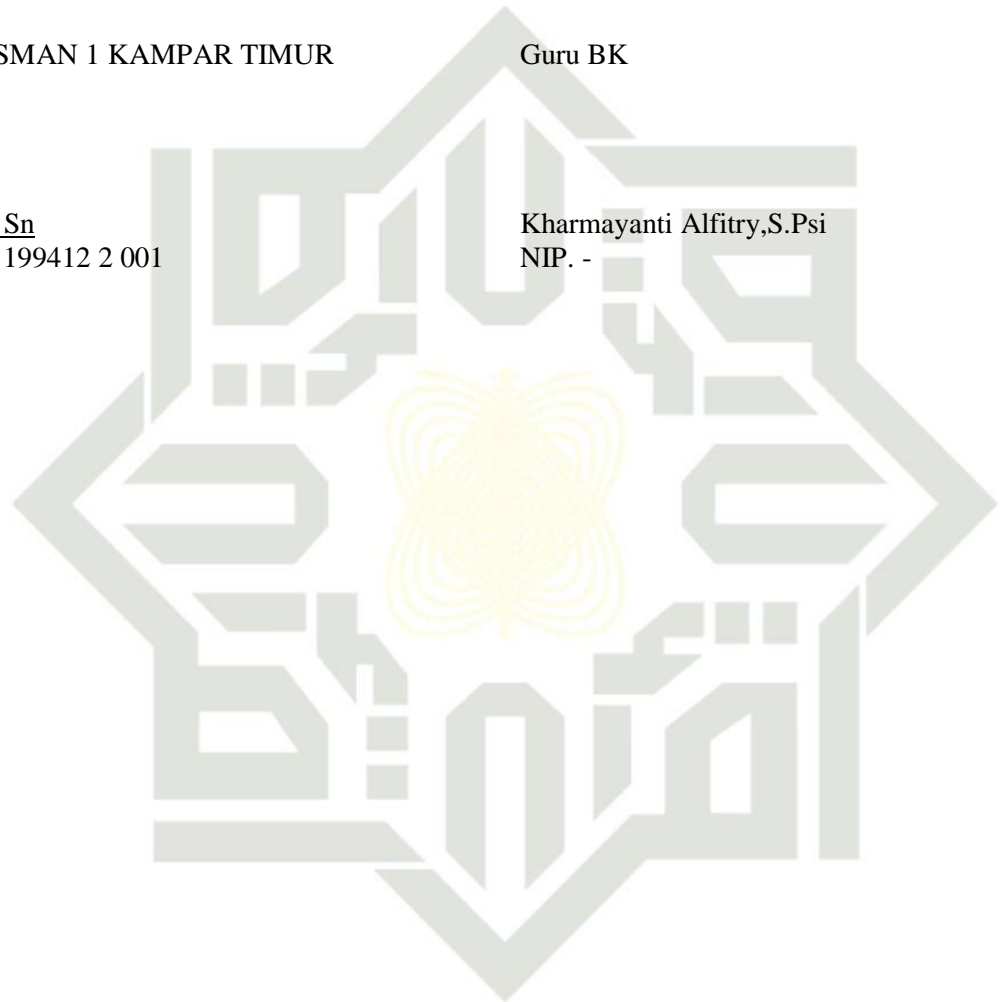 SMAN 1 KAMPAR TIMUR Guru BK
Sn Kharmayanti Alfitry,S.Psi
199412 2 001 NIP. -